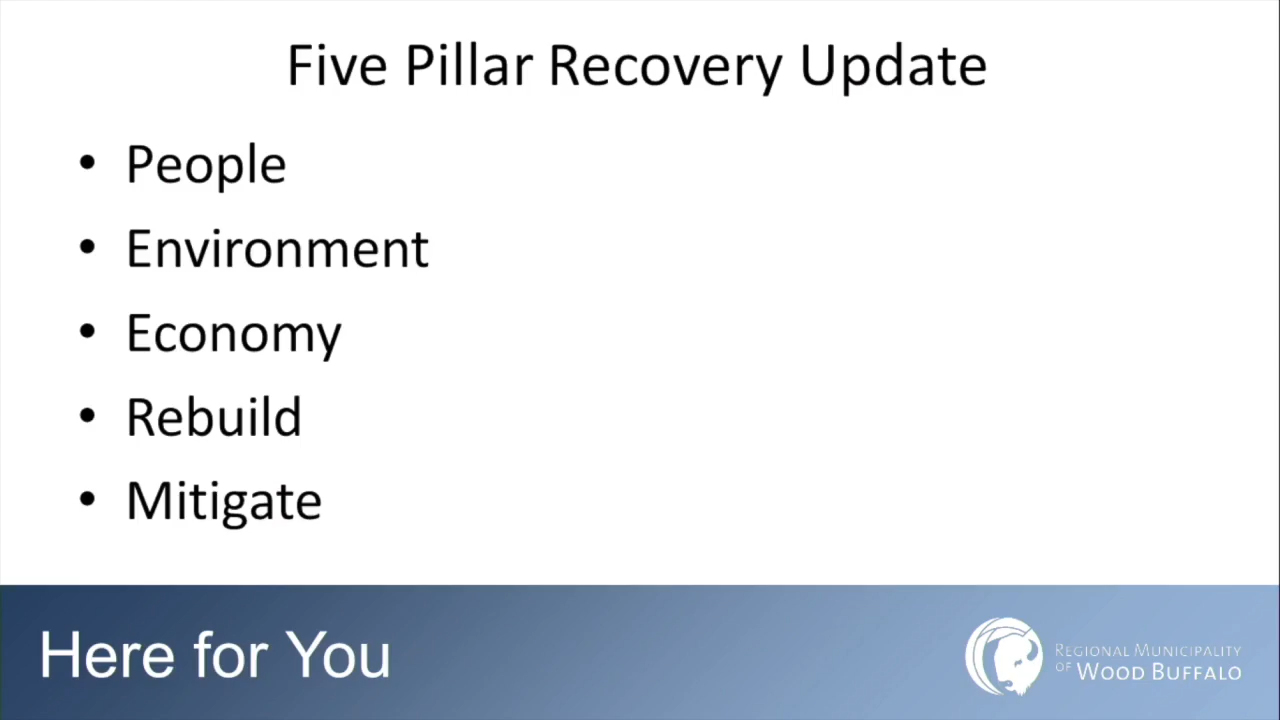 Five Pillar Recovery Update
• People
• Environment
• Economy
• Rebuild
• Mitigate
Here for You
REGIONAL MUNICIPALITY
OF WOOD BUFFALO